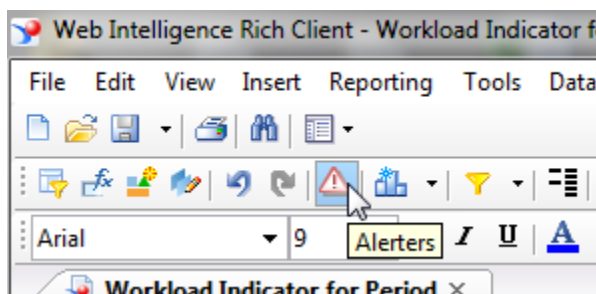 Web Intelligence Rich Client - Workload Indicator f
File Edit View Insert Reporting Tools Data
Arial 9 I U A
Alerters
Workload Indicator for Period ×